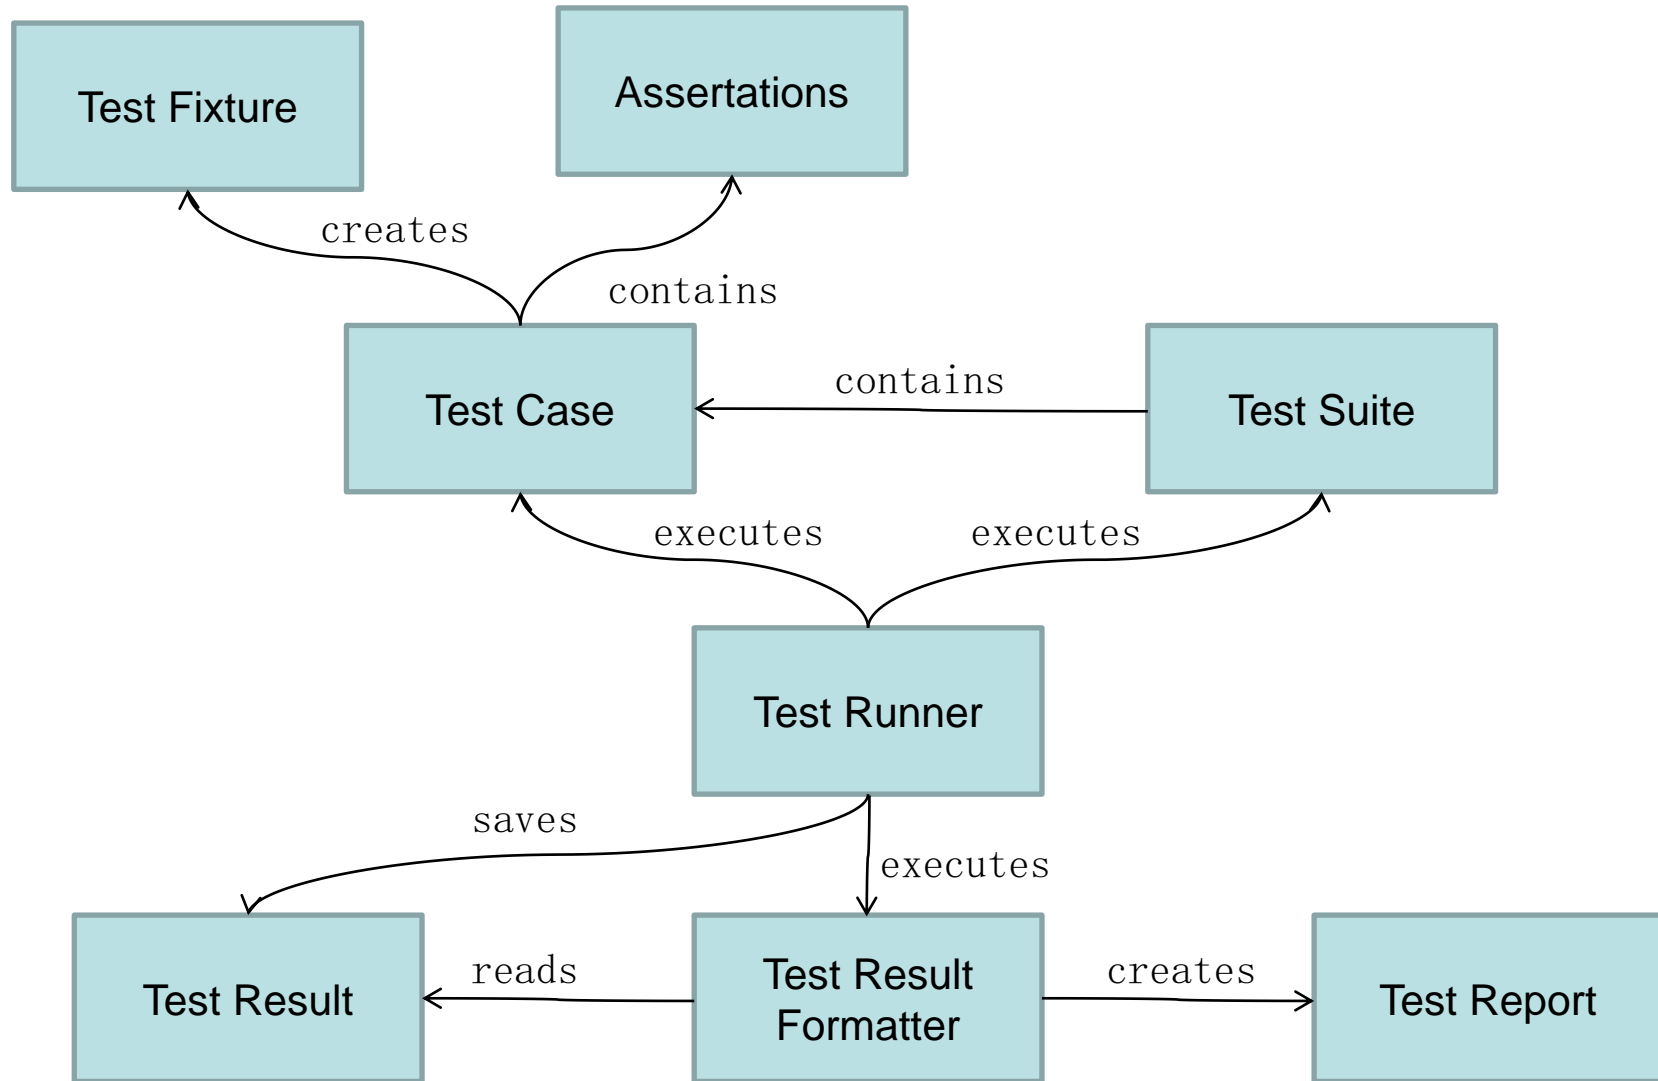 Test Fixture
Assertations
creates
contains
Test Case
contains
Test Suite
executes
executes
Test Runner
saves
executes
Test Result
reads
Test Result
Formatter
creates
Test Report